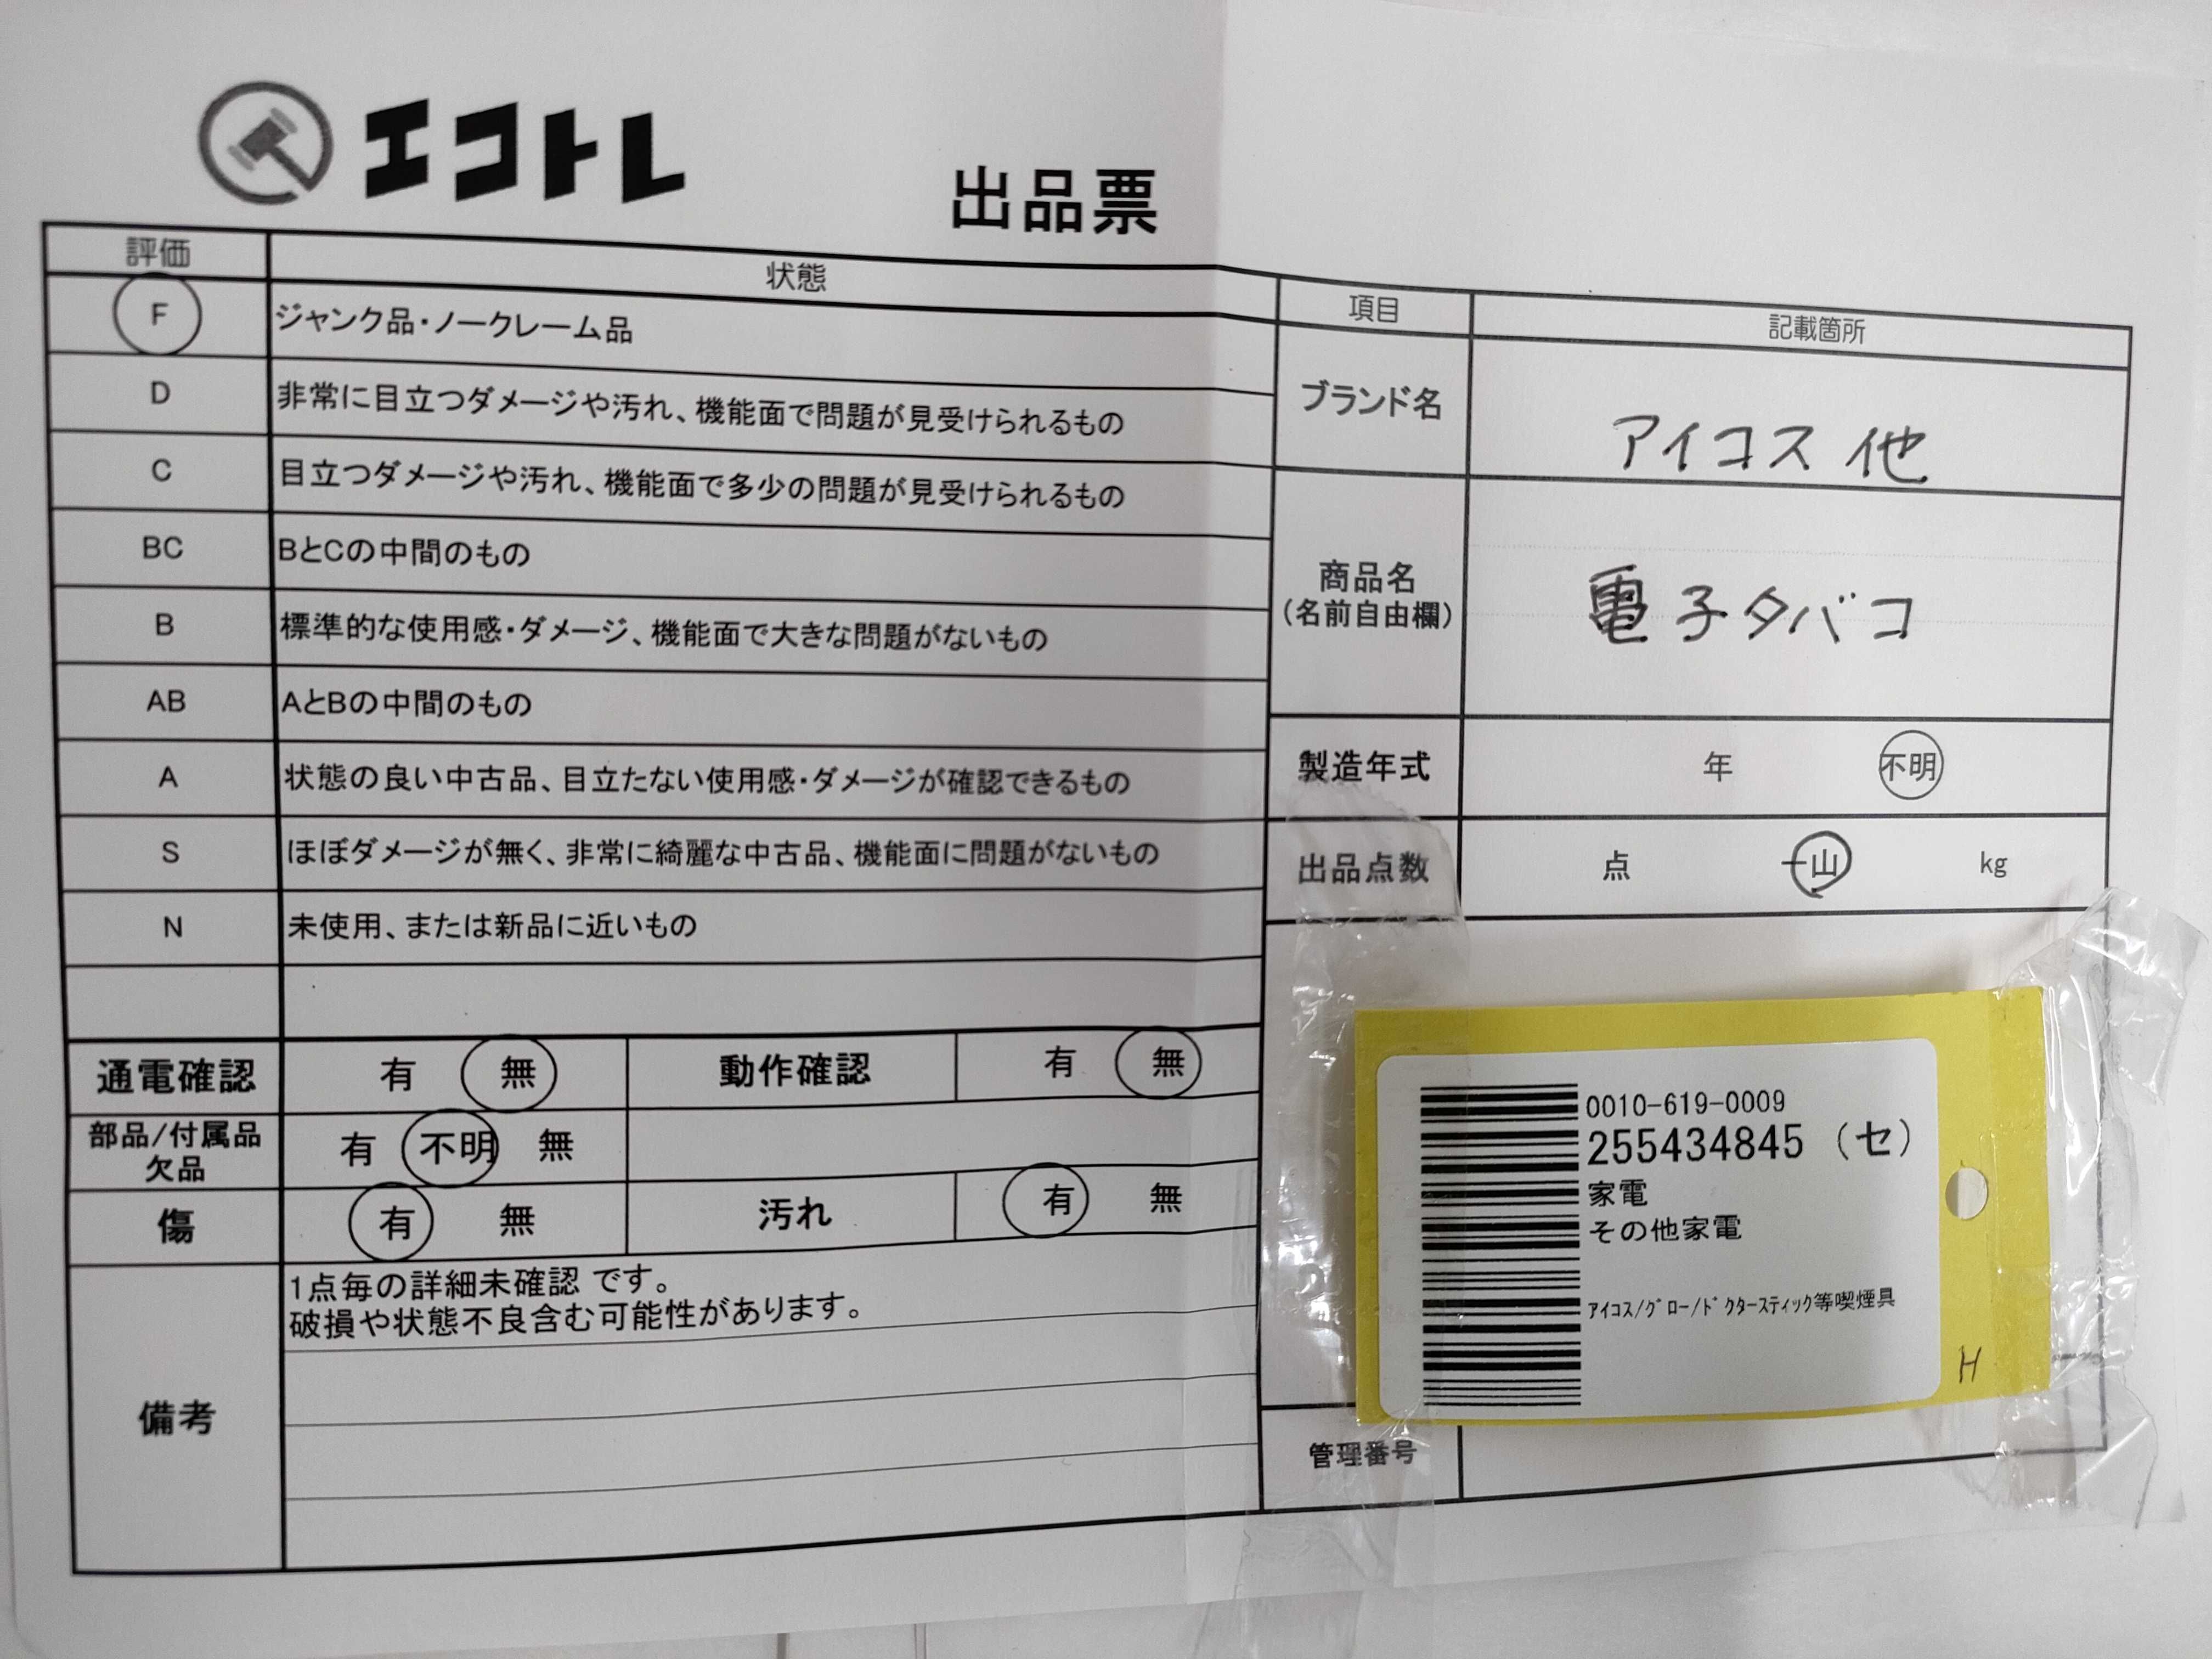 エコトレ
出品票
評価 状態
F ジャンク品・ノークレーム品
D 非常に目立つダメージや汚れ、機能面で問題が見受けられるもの
C 目立つダメージや汚れ、機能面で多少の問題が見受けられるもの
BC BとCの中間のもの
B 標準的な使用感・ダメージ、機能面で大きな問題がないもの
AB AとBの中間のもの
A 状態の良い中古品、目立たない使用感・ダメージが確認できるもの
S ほぼダメージが無く、非常に綺麗な中古品、機能面に問題がないもの
N 未使用、または新品に近いもの
通電確認 有 無 動作確認 有 無
部品/付属品
欠品 有 不明 無
傷 有 無 汚れ 有 無
備考
1点毎の詳細未確認 です。
破損や状態不良含む可能性があります。
項目 記載箇所
ブランド名 アイコス 他
商品名
(名前自由欄)
電子タバコ
製造年式 年 不明
出品点数 点 一山 kg
0010-619-0009
255434845 (セ)
家電
その他家電
ｱｲｺｽ/ｸﾞﾛｰ/ﾄﾞｸﾀｰｽﾃｨｯｸ等喫煙具
H
管理番号